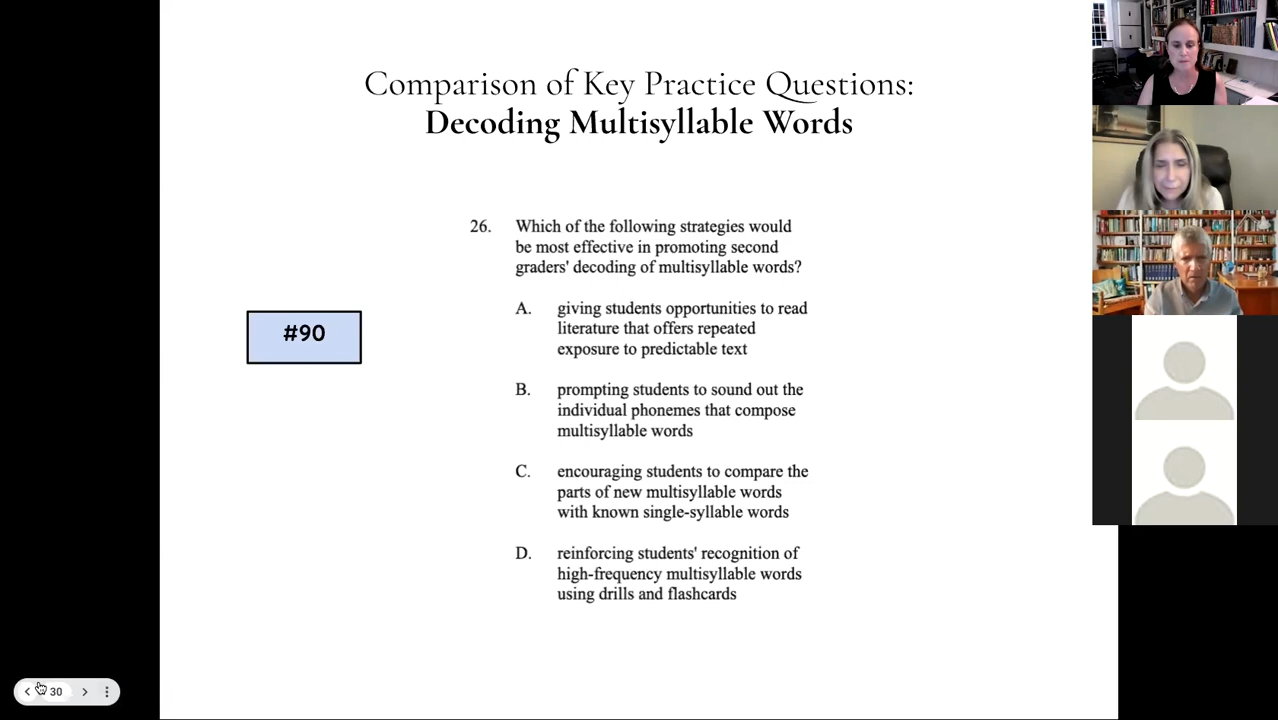 Comparison of Key Practice Questions:
Decoding Multisyllable Words
#90
26. Which of the following strategies would
be most effective in promoting second
graders' decoding of multisyllable words?
A. giving students opportunities to read
literature that offers repeated
exposure to predictable text
B. prompting students to sound out the
individual phonemes that compose
multisyllable words
C. encouraging students to compare the
parts of new multisyllable words
with known single-syllable words
D. reinforcing students' recognition of
high-frequency multisyllable words
using drills and flashcards
30